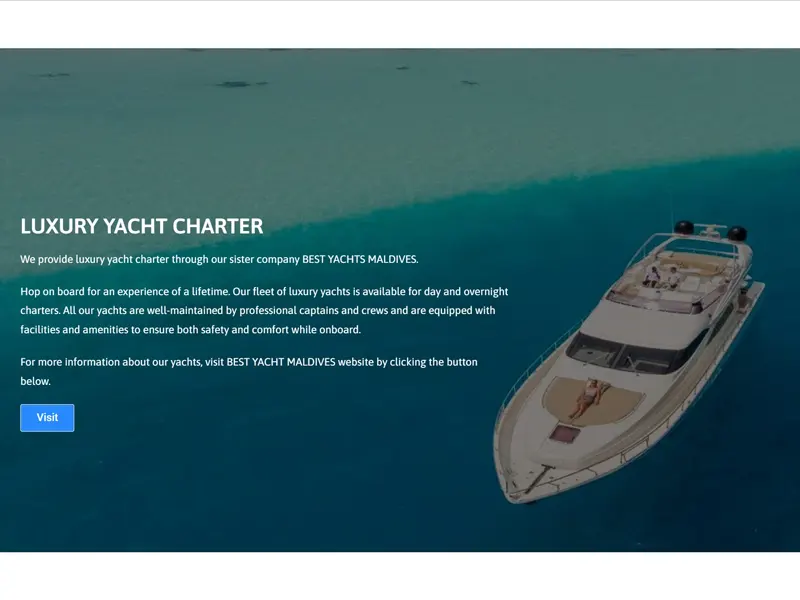 LUXURY YACHT CHARTER
We provide luxury yacht charter through our sister company BEST YACHTS MALDIVES.
Hop on board for an experience of a lifetime. Our fleet of luxury yachts is available for day and overnight
charters. All our yachts are well-maintained by professional captains and crews and are equipped with
facilities and amenities to ensure both safety and comfort while onboard.
For more information about our yachts, visit BEST YACHT MALDIVES website by clicking the button
below.
Visit